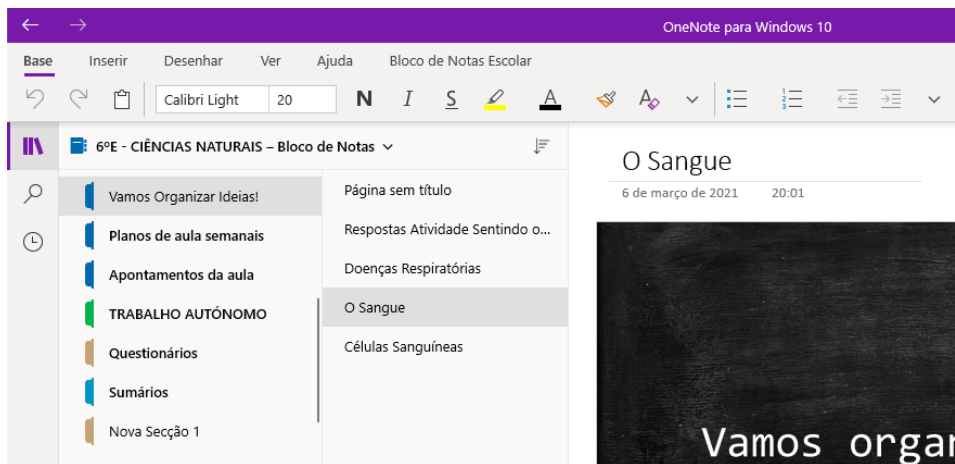 OneNote para Windows 10
Base Inserir Desenhar Ver Ajuda Bloco de Notas Escolar
Calibri Light 20 N I S A A
6ºE - CIÊNCIAS NATURAIS – Bloco de Notas
Vamos Organizar Ideias!
Planos de aula semanais
Apontamentos da aula
TRABALHO AUTÓNOMO
Questionários
Sumários
Nova Secção 1
Página sem título
Respostas Atividade Sentindo o...
Doenças Respiratórias
O Sangue
Células Sanguíneas
O Sangue
6 de março de 2021 20:01
Vamos organ